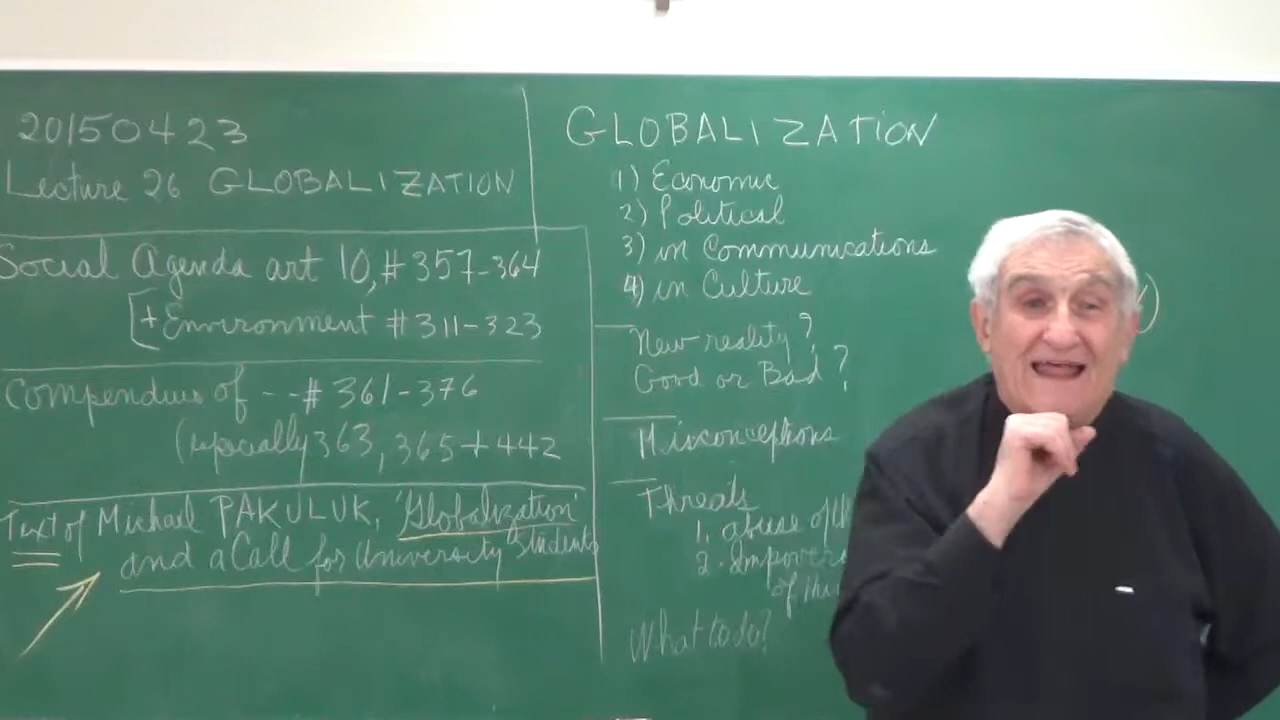 20150423
Lecture 26 GLOBALIZATION
Social Agenda art 10, # 357-364
[+ Environment # 311-323
Compendium of --# 361-376
(especially 363, 365 + 442
Text of Michael PAKULUK, 'Globalization'
and a Call for University Students
GLOBALIZATION
1) Economic
2) Political
3) in Communications
4) in Culture
New reality?
Good or Bad?
Misconceptions
Threats
1. abuse of
2.
of
What to do?